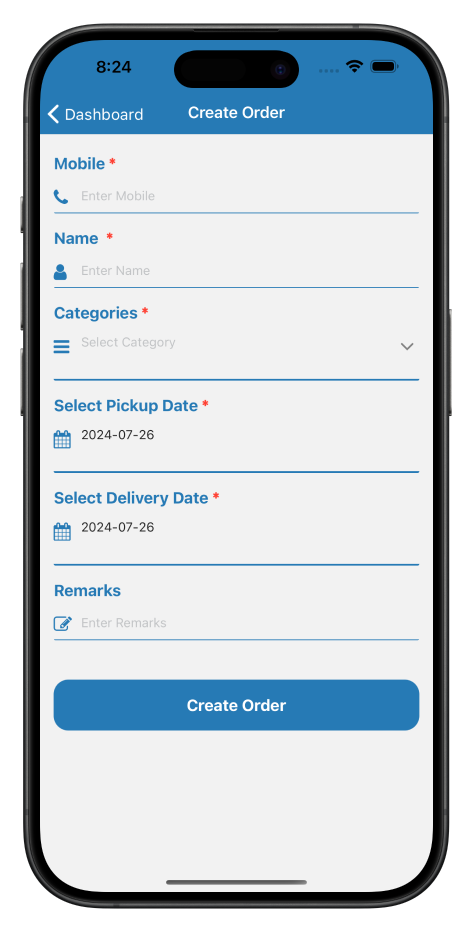 8:24
Dashboard
Create Order
Mobile *
Enter Mobile
Name *
Enter Name
Categories *
Select Category
Select Pickup Date *
2024-07-26
Select Delivery Date *
2024-07-26
Remarks
Enter Remarks
Create Order